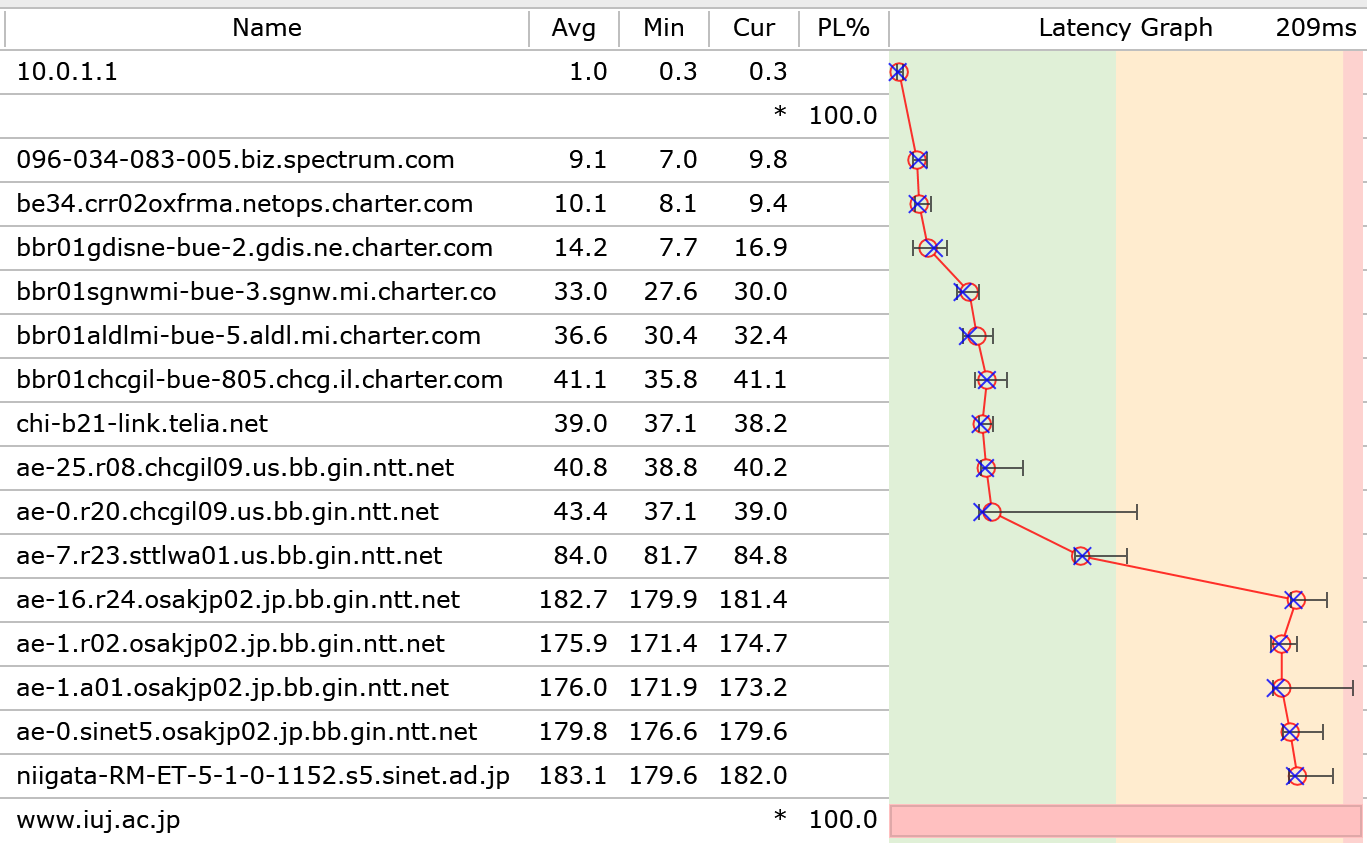 Name Avg Min Cur PL% Latency Graph 209ms
10.0.1.1 1.0 0.3 0.3
* 100.0
096-034-083-005.biz.spectrum.com 9.1 7.0 9.8
be34.crr02oxfrma.netops.charter.com 10.1 8.1 9.4
bbr01gdisne-bue-2.gdis.ne.charter.com 14.2 7.7 16.9
bbr01sgnwmi-bue-3.sgnw.mi.charter.co 33.0 27.6 30.0
bbr01aldlmi-bue-5.aldl.mi.charter.com 36.6 30.4 32.4
bbr01chcgil-bue-805.chcg.il.charter.com 41.1 35.8 41.1
chi-b21-link.telia.net 39.0 37.1 38.2
ae-25.r08.chcgil09.us.bb.gin.ntt.net 40.8 38.8 40.2
ae-0.r20.chcgil09.us.bb.gin.ntt.net 43.4 37.1 39.0
ae-7.r23.sttlwa01.us.bb.gin.ntt.net 84.0 81.7 84.8
ae-16.r24.osakjp02.jp.bb.gin.ntt.net 182.7 179.9 181.4
ae-1.r02.osakjp02.jp.bb.gin.ntt.net 175.9 171.4 174.7
ae-1.a01.osakjp02.jp.bb.gin.ntt.net 176.0 171.9 173.2
ae-0.sinet5.osakjp02.jp.bb.gin.ntt.net 179.8 176.6 179.6
niigata-RM-ET-5-1-0-1152.s5.sinet.ad.jp 183.1 179.6 182.0
www.iuj.ac.jp * 100.0